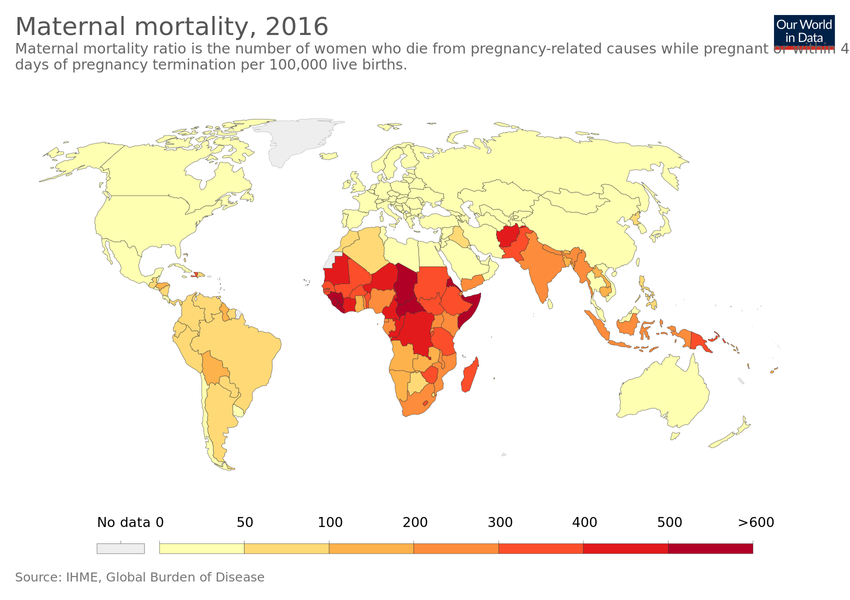 Maternal mortality, 2016
Our World
in Data
Maternal mortality ratio is the number of women who die from pregnancy-related causes while pregnant or within 4
days of pregnancy termination per 100,000 live births.
No data 0 50 100 200 300 400 500 >600
Source: IHME, Global Burden of Disease